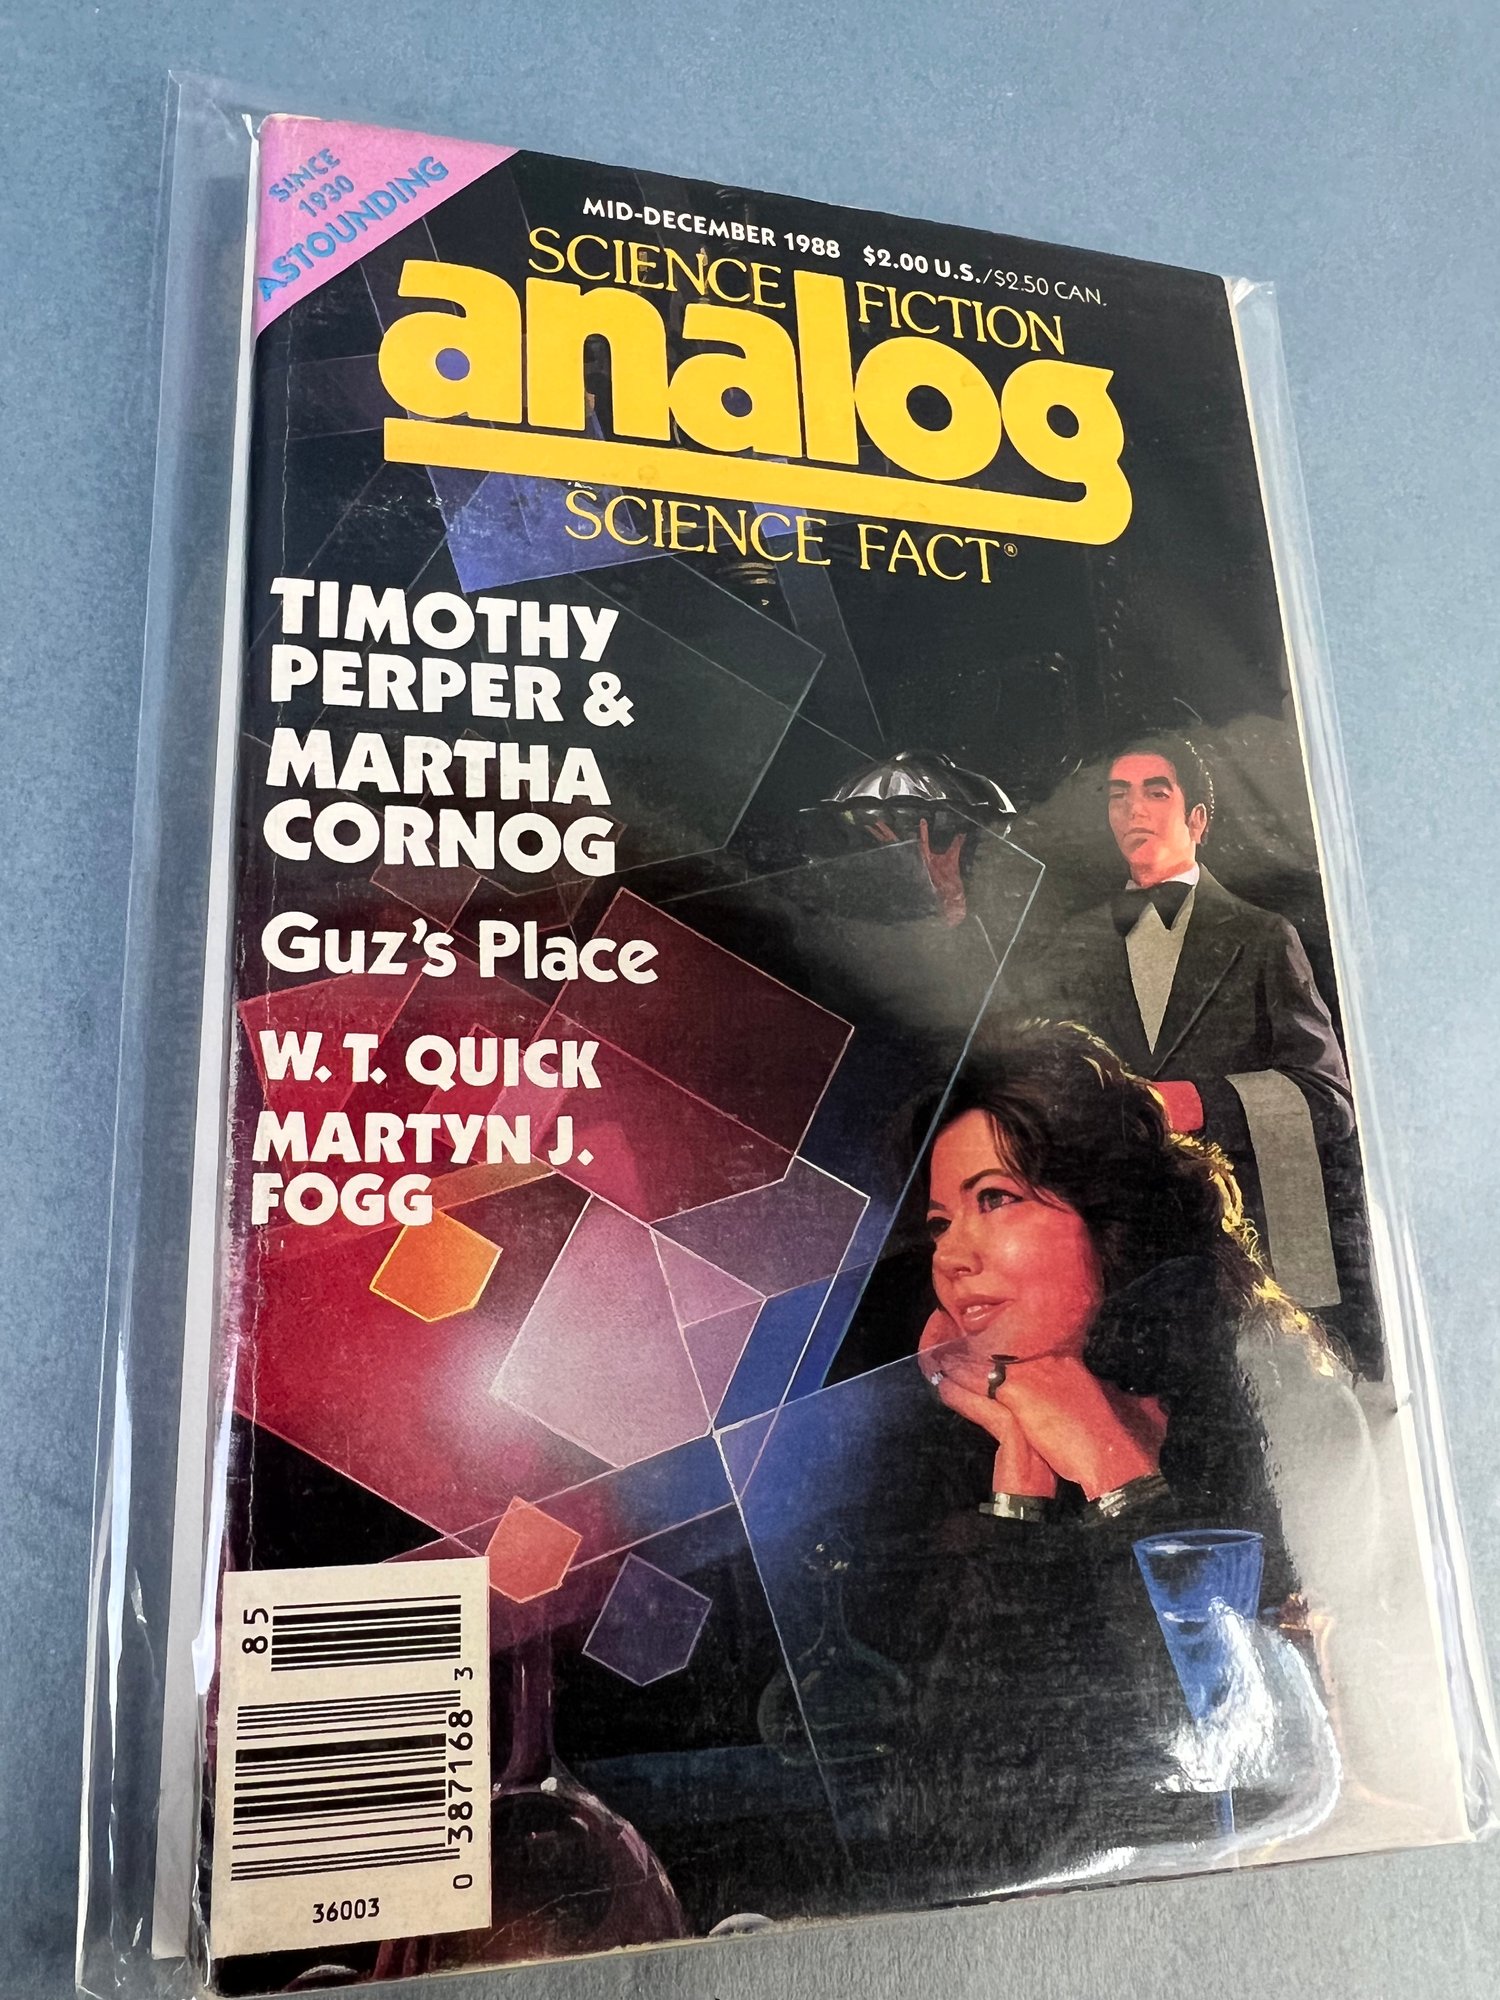 SINCE
1930
ASTOUNDING
MID-DECEMBER 1988 $2.00 U.S./$2.50 CAN.
SCIENCE FICTION
analog
SCIENCE FACT®
TIMOTHY
PERPER &
MARTHA
CORNOG
Guz's Place
W. T. QUICK
MARTYN J.
FOGG
85
0 387168 3
36003